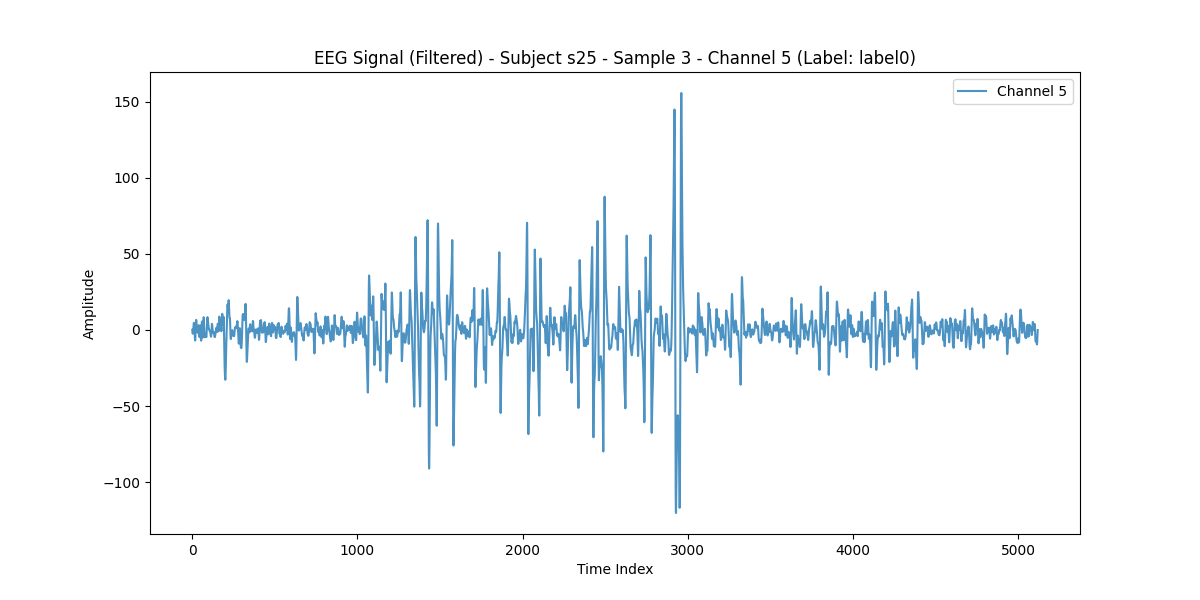 EEG Signal (Filtered) - Subject s25 - Sample 3 - Channel 5 (Label: label0)
Channel 5
150
100
50
0
−50
−100
Amplitude
0 1000 2000 3000 4000 5000
Time Index